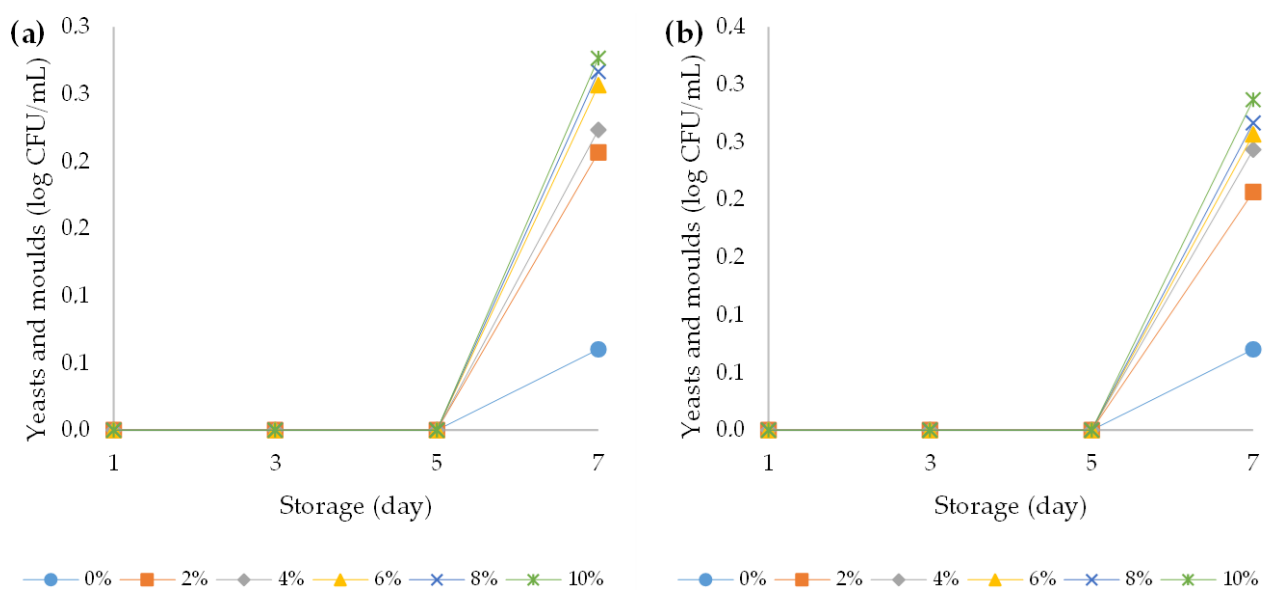 (a)
Yeasts and moulds (log CFU/mL)
0.3
0.3
0.2
0.2
0.1
0.1
0.0
1 3 5 7
Storage (day)
0% 2% 4% 6% 8% 10%
(b)
Yeasts and moulds (log CFU/mL)
0,4
0,3
0,3
0,2
0,2
0,1
0,1
0,0
1 3 5 7
Storage (day)
0% 2% 4% 6% 8% 10%